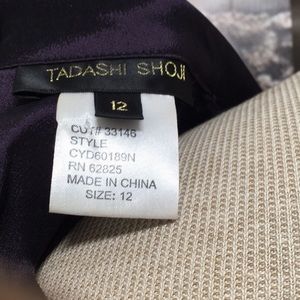 TADASHI SHOJI
12
CUT# 33146
STYLE
CYD60189N
RN 62825
MADE IN CHINA
SIZE: 12